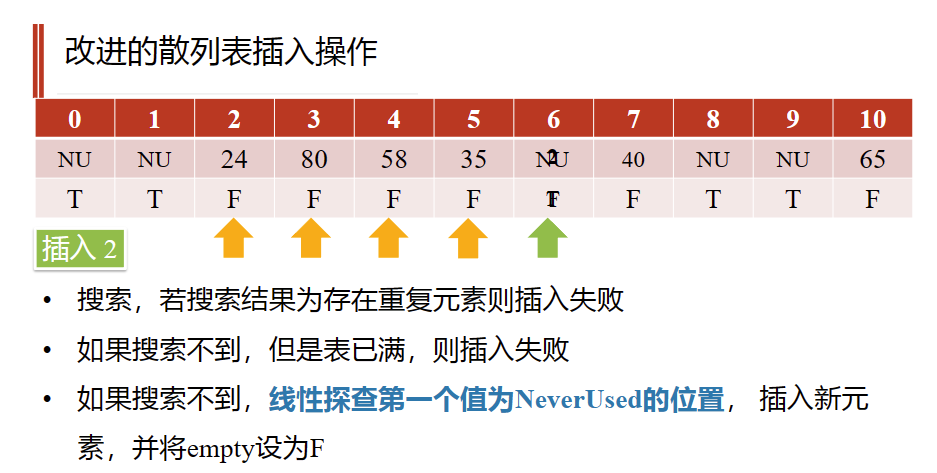 改进的散列表插入操作
0 1 2 3 4 5 6 7 8 9 10
NU NU 24 80 58 35 NU 40 NU NU 65
T T F F F F F T F T T F
插入 2
• 搜索，若搜索结果为存在重复元素则插入失败
• 如果搜索不到，但是表已满，则插入失败
• 如果搜索不到，线性探查第一个值为NeverUsed的位置， 插入新元
素，并将empty设为F